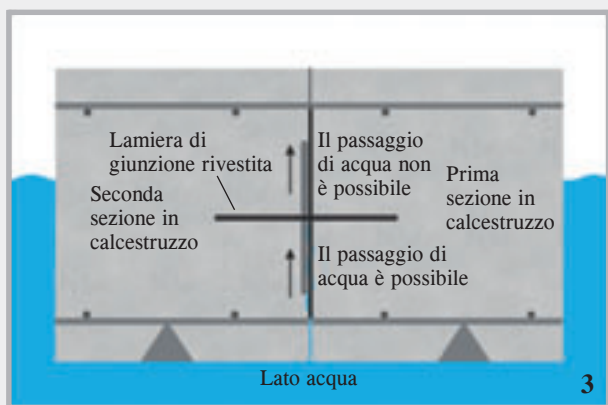 Lamiera di
giunzione rivestita
Seconda
sezione in
calcestruzzo
Il passaggio
di acqua non
è possibile
Prima
sezione in
calcestruzzo
Il passaggio di
acqua è possibile
Lato acqua
3